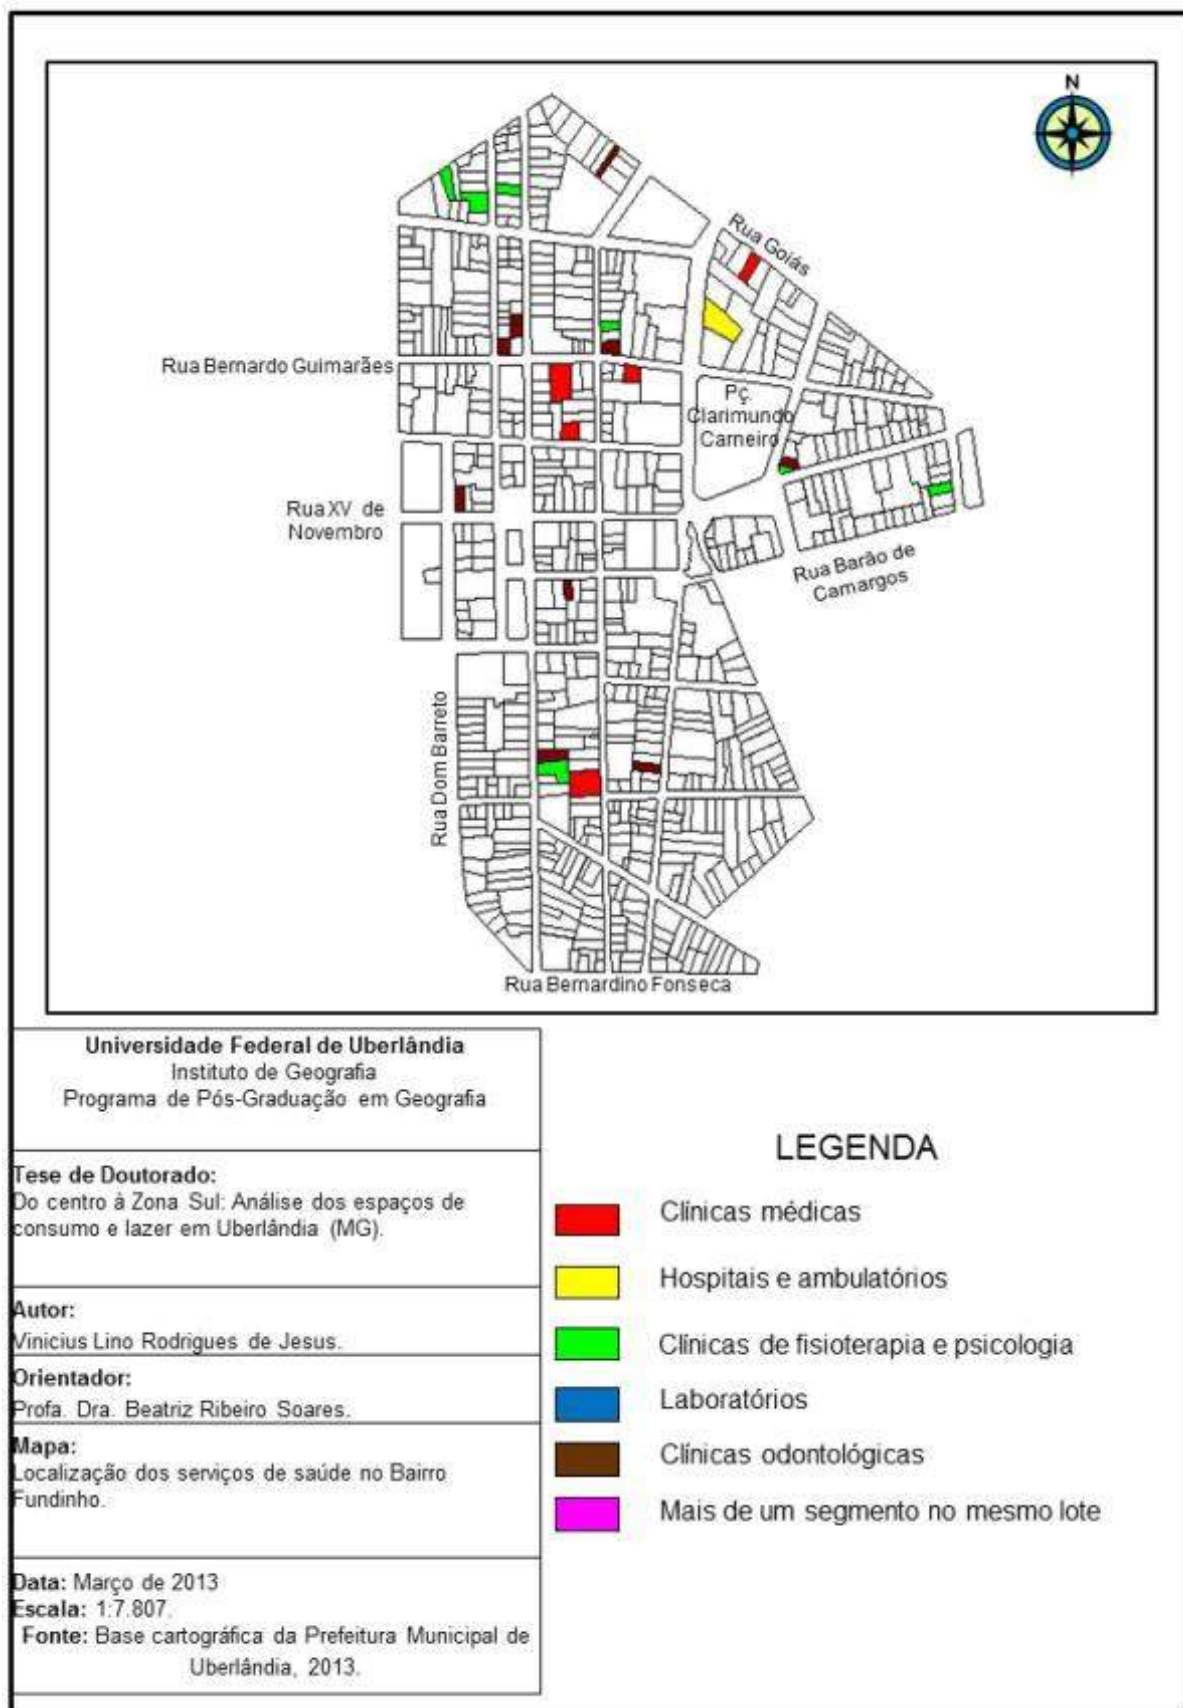 N
Rua Goiás
Rua Bernardo Guimarães
Pç.
Clarimundo
Carneiro
Rua XV de
Novembro
Rua Barão de
Camargos
Rua Dom Barreto
Rua Bernardino Fonseca
Universidade Federal de Uberlândia
Instituto de Geografia
Programa de Pós-Graduação em Geografia
Tese de Doutorado:
Do centro à Zona Sul: Análise dos espaços de
consumo e lazer em Uberlândia (MG).
Autor:
Vinicius Lino Rodrigues de Jesus.
Orientador:
Profa. Dra. Beatriz Ribeiro Soares.
Mapa:
Localização dos serviços de saúde no Bairro
Fundinho.
Data: Março de 2013
Escala: 1:7.807.
Fonte: Base cartográfica da Prefeitura Municipal de
Uberlândia, 2013.
LEGENDA
Clínicas médicas
Hospitais e ambulatórios
Clínicas de fisioterapia e psicologia
Laboratórios
Clínicas odontológicas
Mais de um segmento no mesmo lote